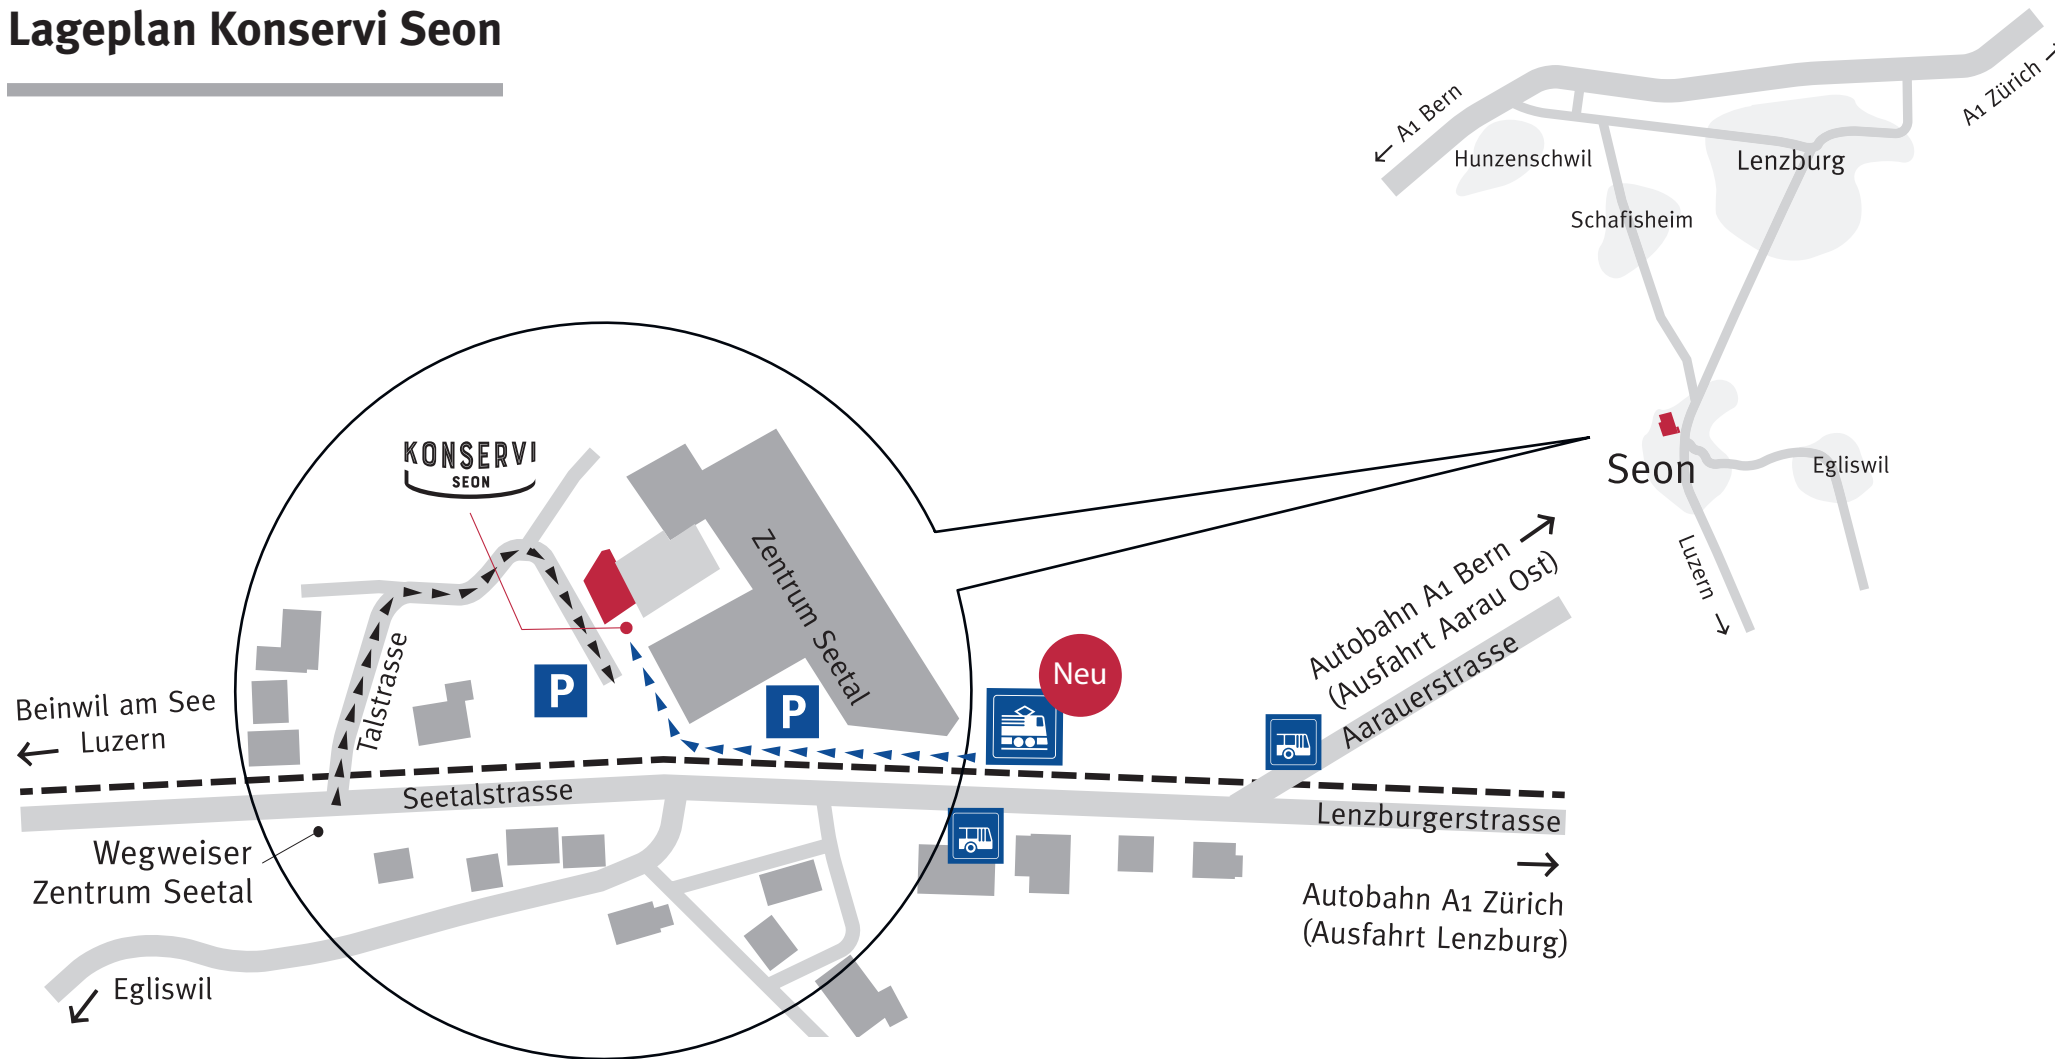 Lageplan Konservi Seon
← A1 Bern
A1 Zürich →
Hunzenschwil
Lenzburg
Schafisheim
Seon
Egliswil
Luzern →
KONSERVI
SEON
Zentrum Seetal
Talstrasse
P
P
Neu
Beinwil am See
← Luzern
Autobahn A1 Bern →
(Ausfahrt Aarau Ost)
Aarauerstrasse
Seetalstrasse
Lenzburgerstrasse
Wegweiser
Zentrum Seetal
→
Autobahn A1 Zürich
(Ausfahrt Lenzburg)
Egliswil